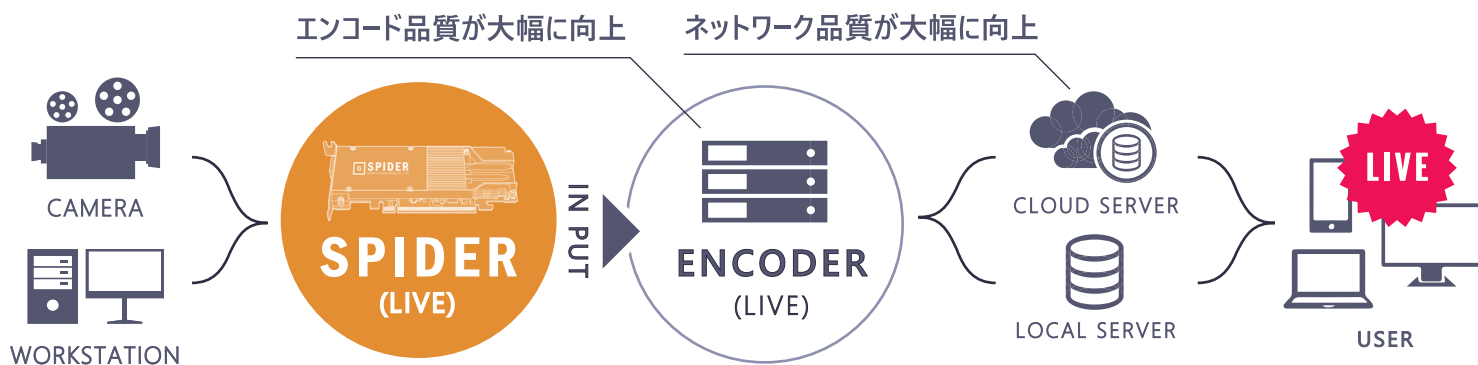 エンコード品質が大幅に向上
ネットワーク品質が大幅に向上
CAMERA
WORKSTATION
SPIDER
SPIDER
(LIVE)
IN PUT
ENCODER
(LIVE)
CLOUD SERVER
LOCAL SERVER
LIVE
USER